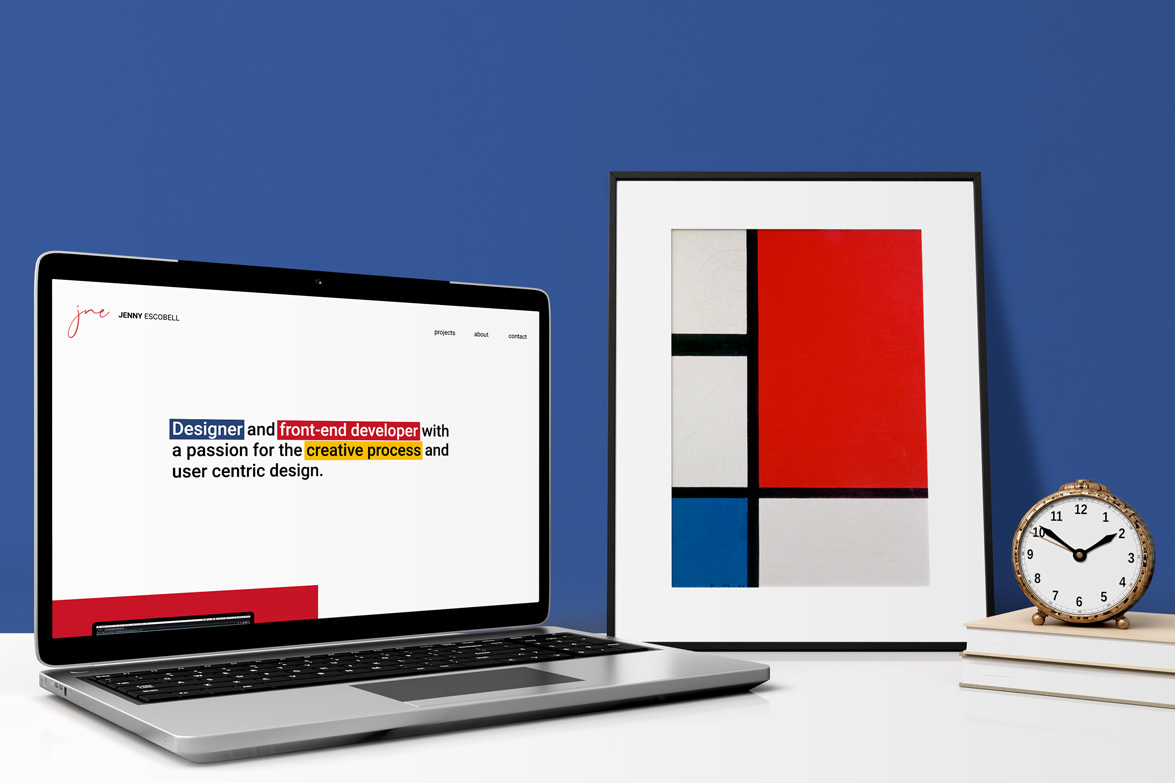 jne JENNY ESCOBELL
projects about contact
Designer and front-end developer with
a passion for the creative process and
user centric design.
12
11 1
10 2
9 3
8 4
7 5
6